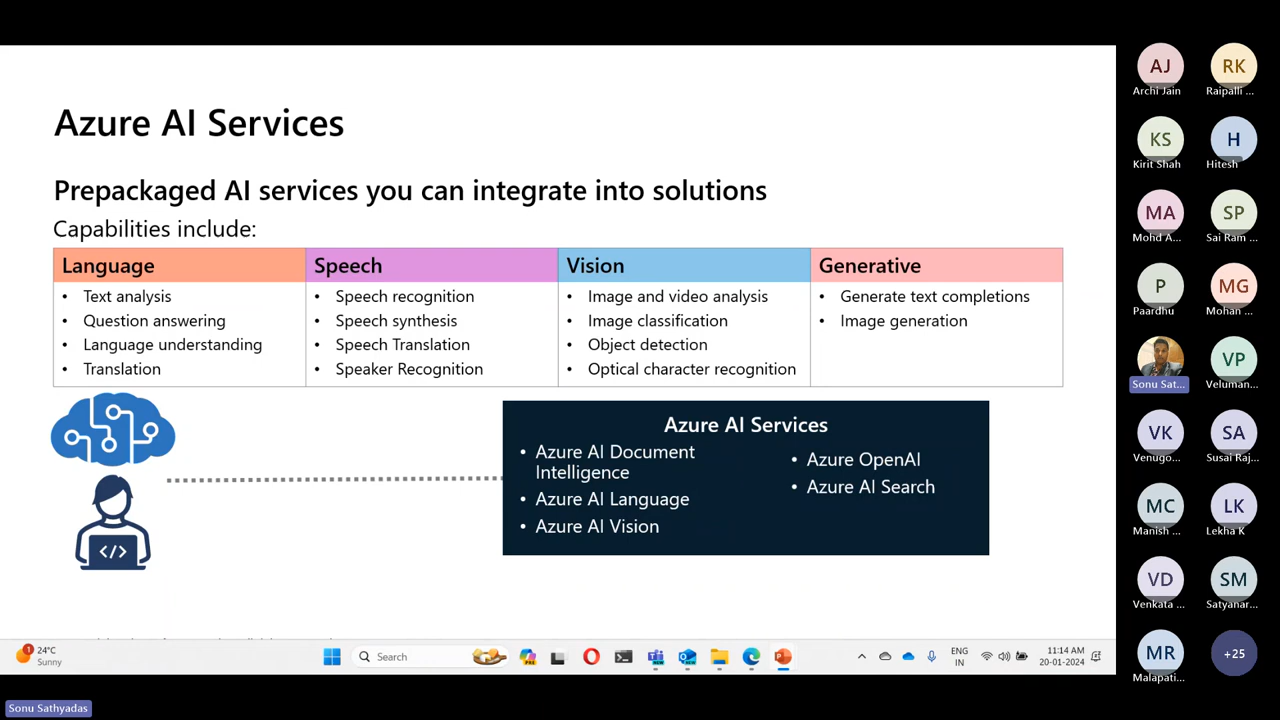 Azure AI Services
Prepackaged AI services you can integrate into solutions
Capabilities include:
Language
• Text analysis
• Question answering
• Language understanding
• Translation
Speech
• Speech recognition
• Speech synthesis
• Speech Translation
• Speaker Recognition
Vision
• Image and video analysis
• Image classification
• Object detection
• Optical character recognition
Generative
• Generate text completions
• Image generation
</>
Azure AI Services
• Azure AI Document
Intelligence
• Azure AI Language
• Azure AI Vision
• Azure OpenAI
• Azure AI Search
1
24°C
Sunny
Search
ENG
IN
11:14 AM
20-01-2024
Sonu Sathyadas
AJ
Archi Jain
RK
Raipalli ...
KS
Kirit Shah
H
Hitesh
MA
Mohd A...
SP
Sai Ram ...
P
Paardhu
MG
Mohan ...
Sonu Sat...
VP
Veluman...
VK
Venugo...
SA
Susai Raj...
MC
Manish ...
LK
Lekha K
VD
Venkata ...
SM
Satyanar...
MR
Malapati...
+25